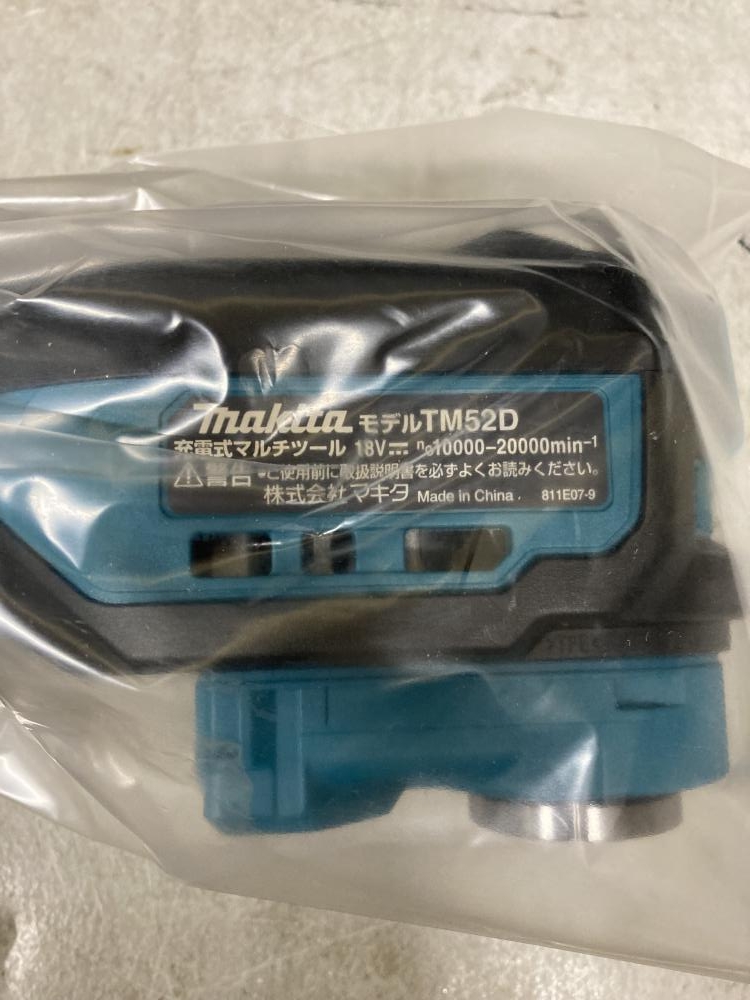 makita モデルTM52D
充電式マルチツール 18V⎓ n₀10000-20000min⁻¹
⚠警告 •ご使用前に取扱説明書を必ずよくお読みください。
株式会社マキタ Made in China. 811E07-9